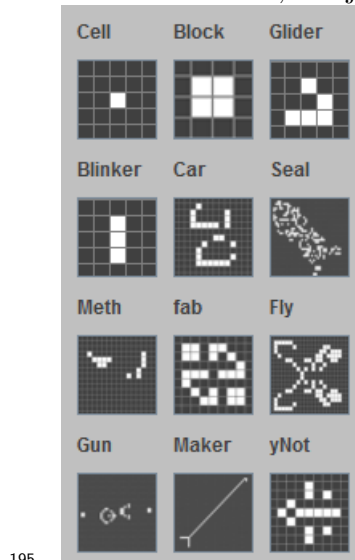 Cell Block Glider
Blinker Car Seal
Meth fab Fly
Gun Maker yNot
195